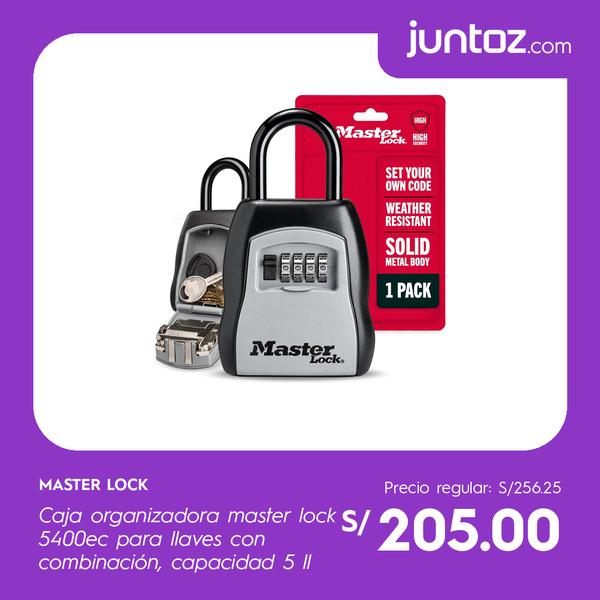 juntoz.com
Master
Lock
HIGH
HIGH
SECURITY
SET YOUR
OWN CODE
WEATHER
RESISTANT
SOLID
METAL BODY
1 PACK
Master
Lock
MASTER LOCK
Caja organizadora master lock
5400ec para llaves con
combinación, capacidad 5 ll
Precio regular: S/256.25
S/ 205.00